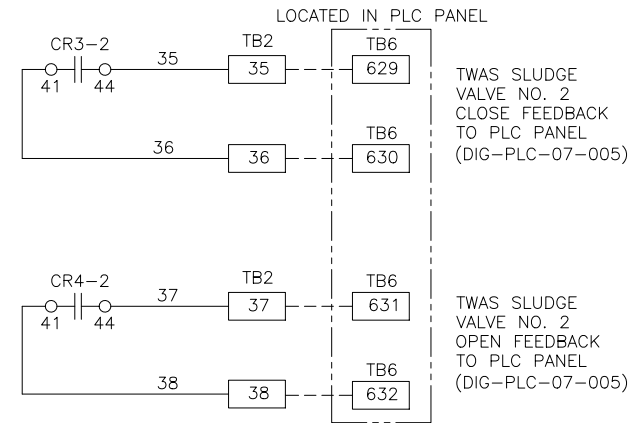 LOCATED IN PLC PANEL
CR3-2
41
44
35
TB2
35
TB6
629
TWAS SLUDGE
VALVE NO. 2
CLOSE FEEDBACK
TO PLC PANEL
(DIG-PLC-07-005)
36
36
TB6
630
CR4-2
41
44
37
TB2
37
TB6
631
TWAS SLUDGE
VALVE NO. 2
OPEN FEEDBACK
TO PLC PANEL
(DIG-PLC-07-005)
38
38
TB6
632